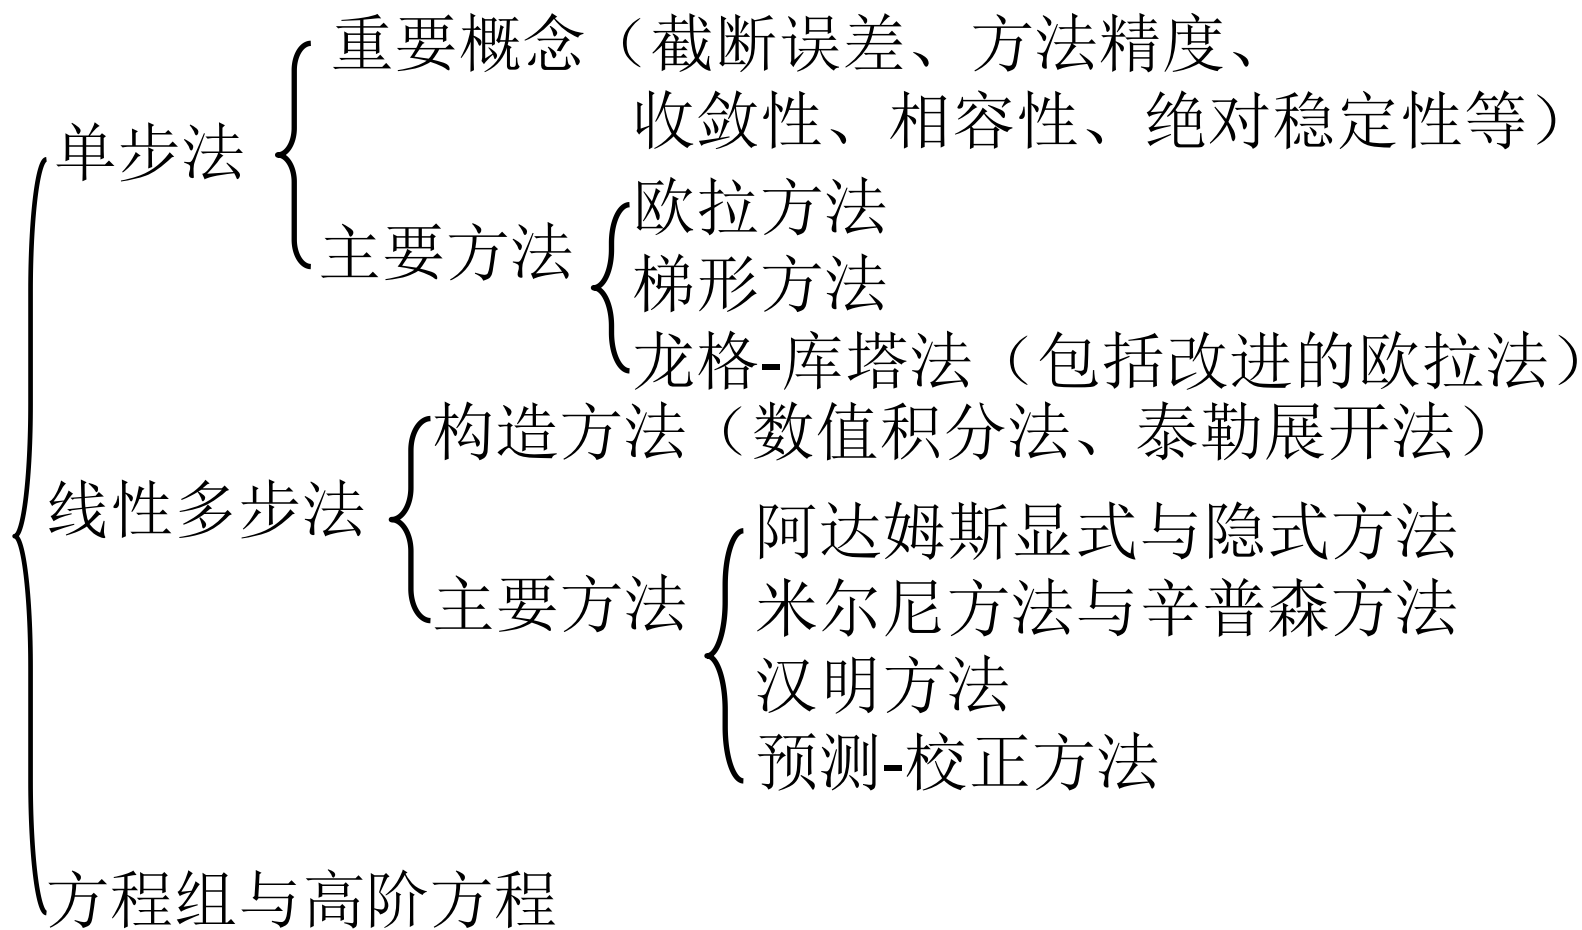 重要概念（截断误差、方法精度、
收敛性、相容性、绝对稳定性等）
单步法
欧拉方法
主要方法
梯形方法
龙格-库塔法（包括改进的欧拉法）
构造方法（数值积分法、泰勒展开法）
线性多步法
阿达姆斯显式与隐式方法
主要方法
米尔尼方法与辛普森方法
汉明方法
预测-校正方法
方程组与高阶方程